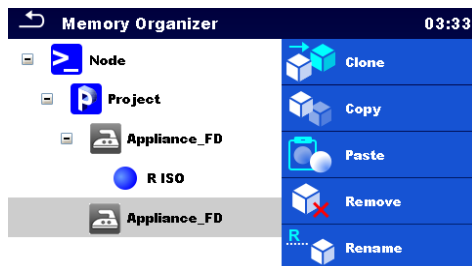 Memory Organizer 03:33
Node
Project
Appliance_FD
R ISO
Appliance_FD
Clone
Copy
Paste
Remove
R
Rename